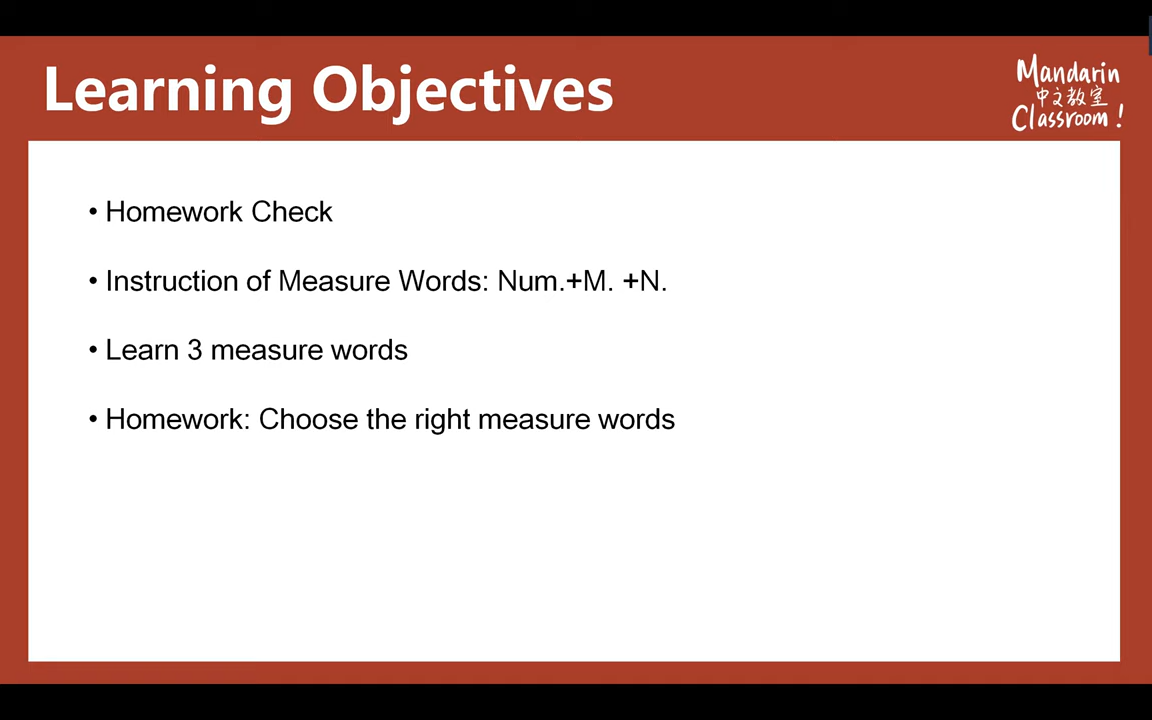 Learning Objectives
Mandarin
中文教室
Classroom!
• Homework Check
• Instruction of Measure Words: Num.+M. +N.
• Learn 3 measure words
• Homework: Choose the right measure words